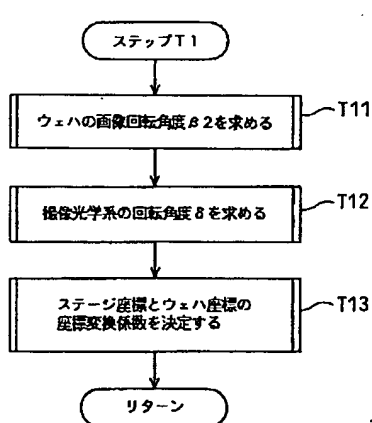 ステップT1
ウェハの画像回転角度β2を求める
T11
撮像光学系の回転角度δを求める
T12
ステージ座標とウェハ座標の
座標変換係数を決定する
T13
リターン